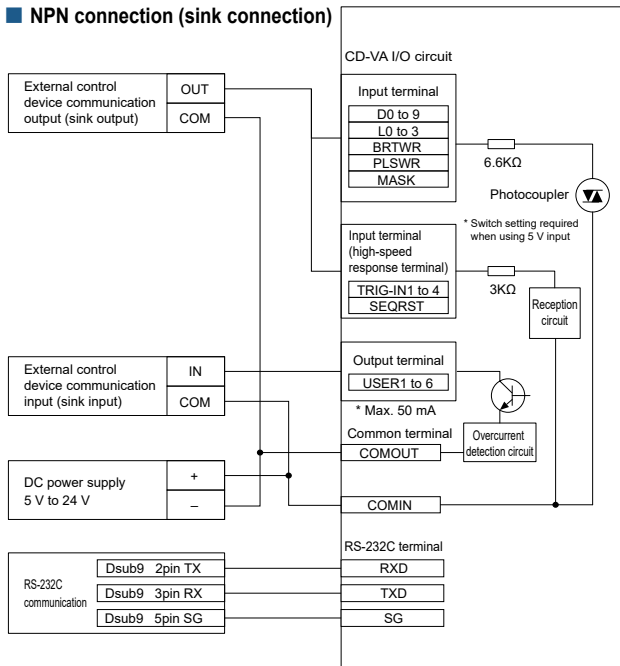 NPN connection (sink connection)
CD-VA I/O circuit
External control
device communication
output (sink output)
OUT
COM
Input terminal
D0 to 9
L0 to 3
BRTWR
PLSWR
MASK
6.6KΩ
Photocoupler
* Switch setting required
when using 5 V input
Input terminal
(high-speed
response terminal)
TRIG-IN1 to 4
SEQRST
3KΩ
Reception
circuit
External control
device communication
input (sink input)
IN
COM
Output terminal
USER1 to 6
* Max. 50 mA
Common terminal
COMOUT
Overcurrent
detection circuit
DC power supply
5 V to 24 V
+
–
COMIN
RS-232C terminal
RS-232C
communication
Dsub9 2pin TX
RXD
Dsub9 3pin RX
TXD
Dsub9 5pin SG
SG